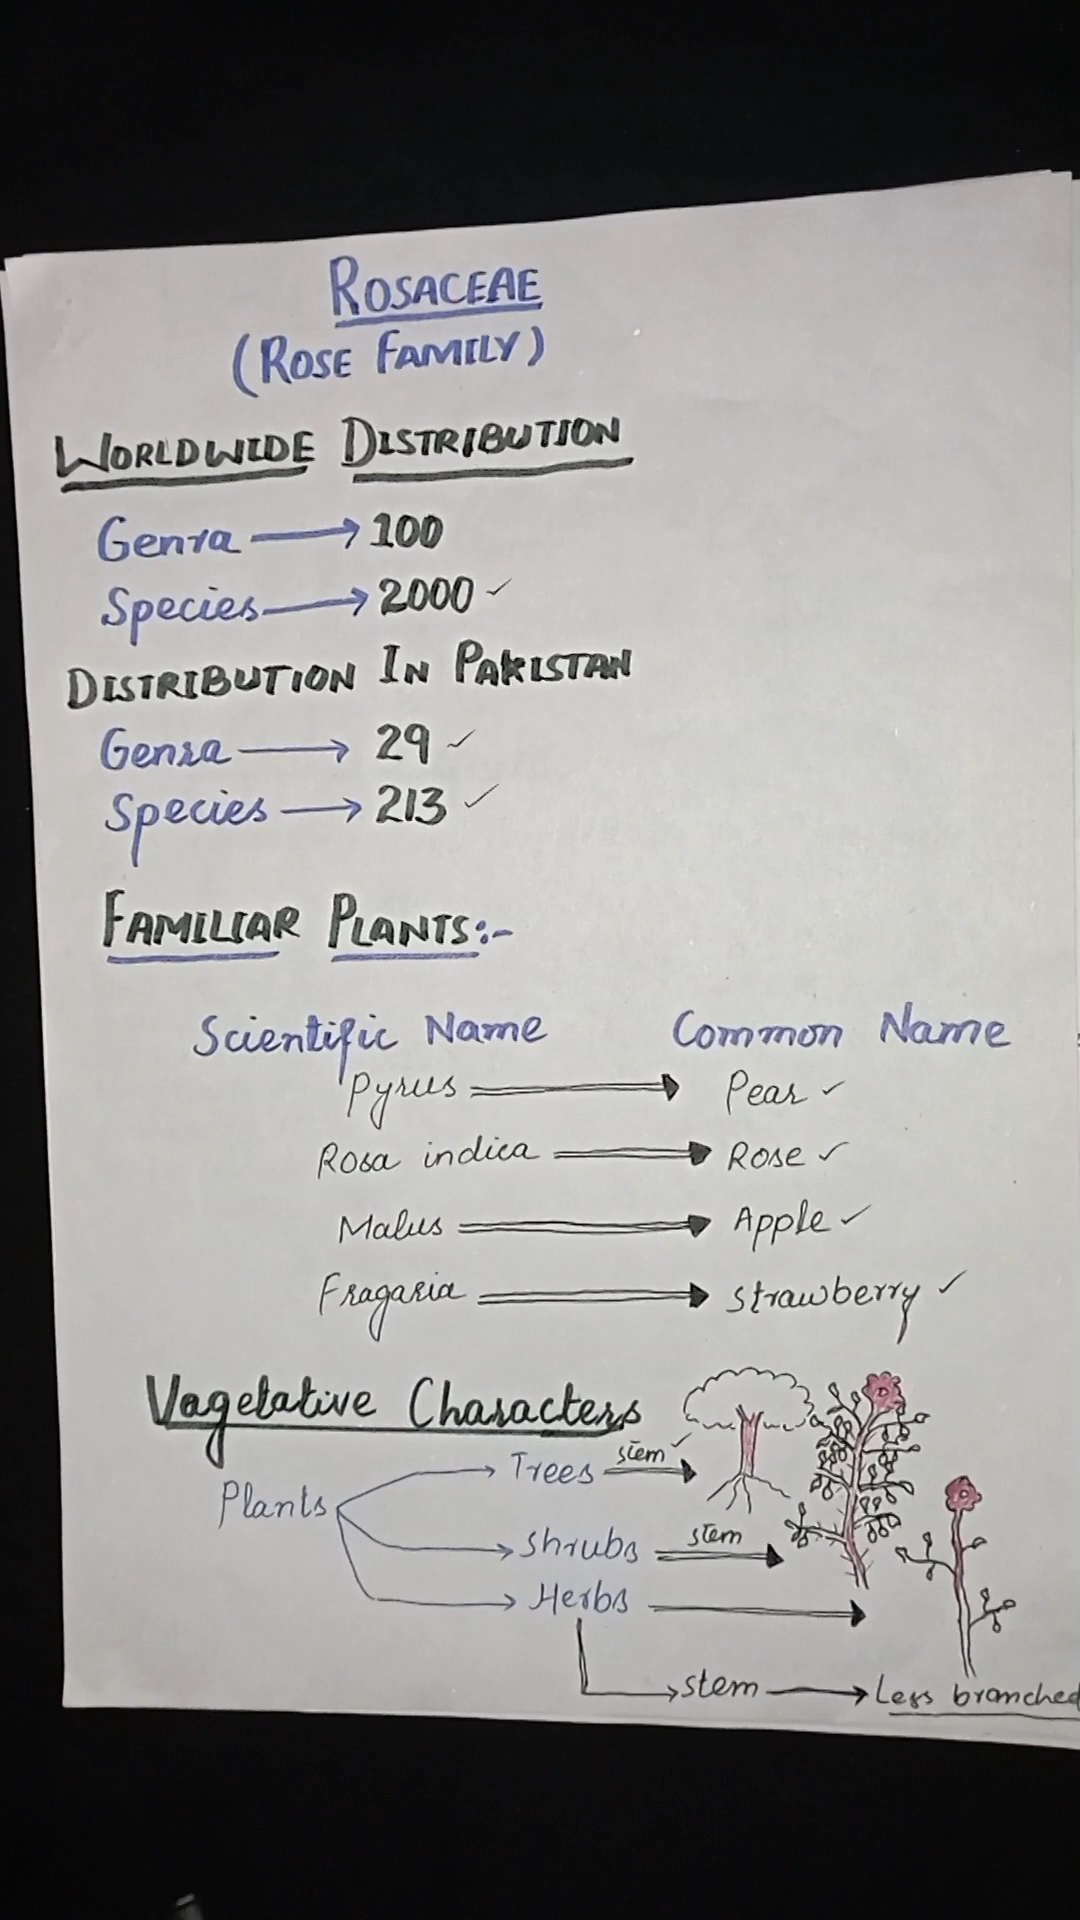 ROSACEAE
(ROSE FAMILY)
WORLDWIDE DISTRIBUTION
Genra → 100
Species → 2000 ✓
DISTRIBUTION IN PAKISTAN
Genra → 29 ✓
Species → 213 ✓
FAMILIAR PLANTS:-
Scientific Name Common Name
Pyrus → Pear ✓
Rosa indica → Rose ✓
Malus → Apple ✓
Fragaria → Strawberry ✓
Vagetative Characters
Plants → Trees stem ✓ →
→ Shrubs stem →
→ Herbs →
→ stem → Less branched